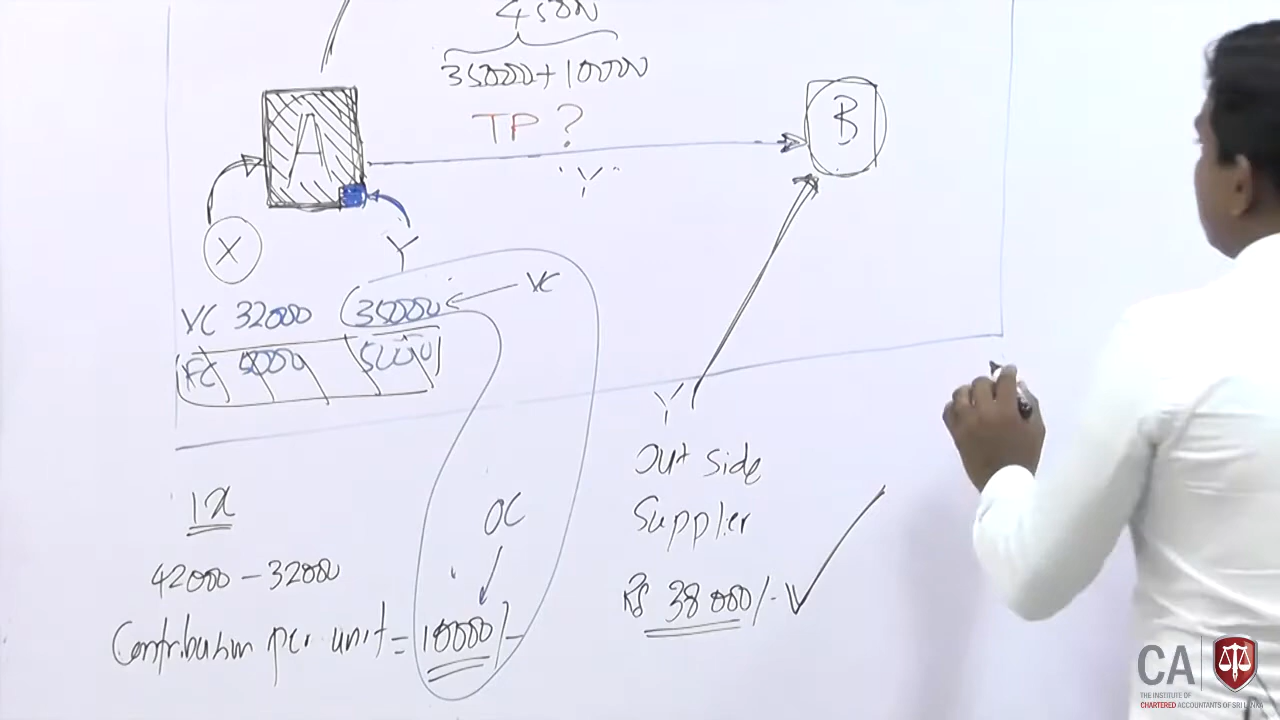 45000
35000+10000
TP ?
A
B
"Y"
X
Y
VC 32000 35000 VC
FC 5000 5000
1x
42000 - 32000
Contribution per unit = 10000/-
OC
Y
Out side
Supplier
Rs 38000/-
CA
THE INSTITUTE OF
CHARTERED ACCOUNTANTS OF SRI LANKA